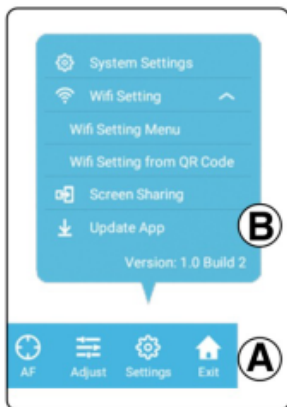 System Settings
Wifi Setting
Wifi Setting Menu
Wifi Setting from QR Code
Screen Sharing
Update App
B
Version: 1.0 Build 2
AF Adjust Settings Exit
A